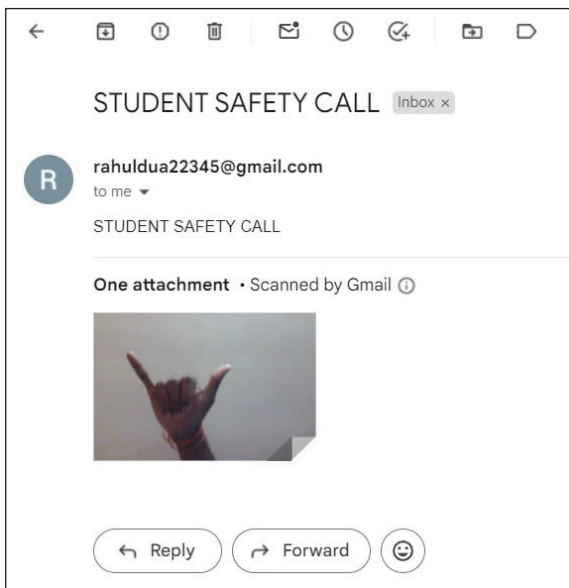 STUDENT SAFETY CALL Inbox ×
R
rahuldua22345@gmail.com
to me
STUDENT SAFETY CALL
One attachment • Scanned by Gmail
Reply Forward